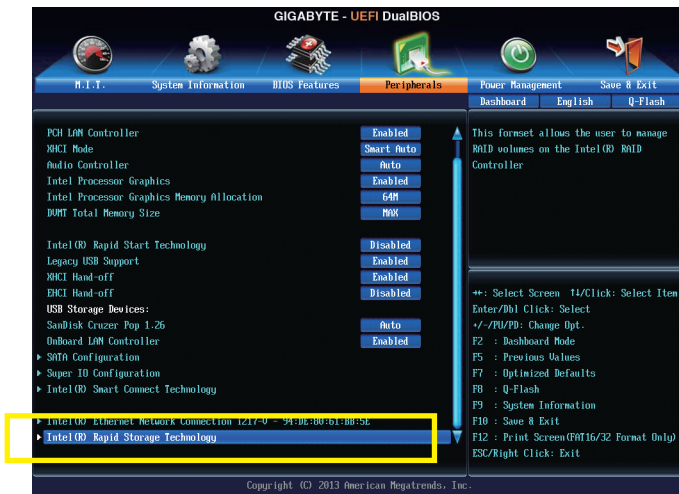 GIGABYTE - UEFI DualBIOS
M.I.T. System Information BIOS Features Peripherals Power Management Save & Exit
Dashboard English Q-Flash
PCH LAN Controller Enabled
XHCI Mode Smart Auto
Audio Controller Auto
Intel Processor Graphics Enabled
Intel Processor Graphics Memory Allocation 64M
DVMT Total Memory Size MAX
Intel(R) Rapid Start Technology Disabled
Legacy USB Support Enabled
XHCI Hand-off Enabled
EHCI Hand-off Disabled
USB Storage Devices:
SanDisk Cruzer Pop 1.26 Auto
OnBoard LAN Controller Enabled
SATA Configuration
Super IO Configuration
Intel(R) Smart Connect Technology
Intel(R) Ethernet Network Connection I217-V - 94:DE:80:61:BB:5E
Intel(R) Rapid Storage Technology
This formset allows the user to manage
RAID volumes on the Intel(R) RAID
Controller
→←: Select Screen ↑↓/Click: Select Item
Enter/Dbl Click: Select
+/-/PU/PD: Change Opt.
F2 : Dashboard Mode
F5 : Previous Values
F7 : Optimized Defaults
F8 : Q-Flash
F9 : System Information
F10 : Save & Exit
F12 : Print Screen(FAT16/32 Format Only)
ESC/Right Click: Exit
Copyright (C) 2013 American Megatrends, Inc.